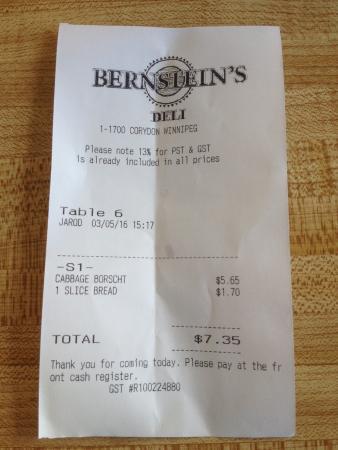 BERNSTEIN'S
DELI
1-1700 CORYDON WINNIPEG
Please note 13% for PST & GST
is already included in all prices
Table 6
JAROD 03/05/16 15:17
-S1-
CABBAGE BORSCHT $5.65
1 SLICE BREAD $1.70
TOTAL $7.35
Thank you for coming today. Please pay at the fr
ont cash register.
GST #R100224880